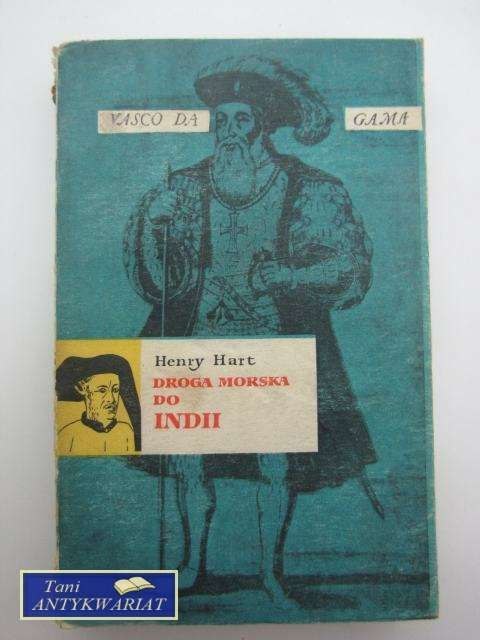 VASCO DA GAMA
Henry Hart
DROGA MORSKA
DO
INDII
Tani
ANTYKWARIAT